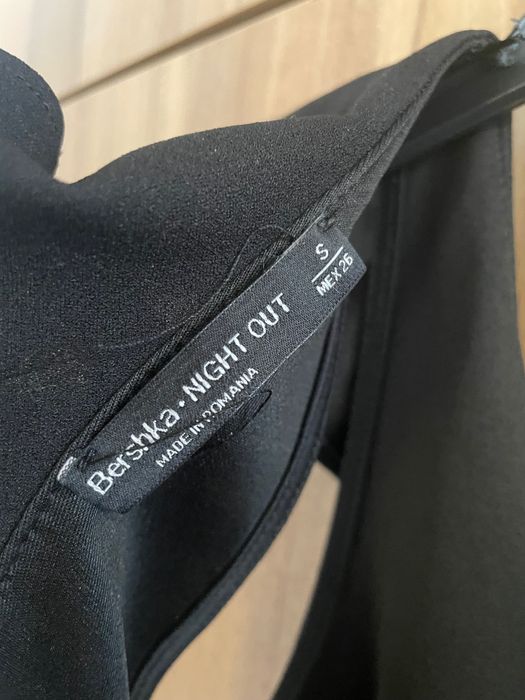 Bershka • NIGHT OUT
MADE IN ROMANIA
S
MEX 26